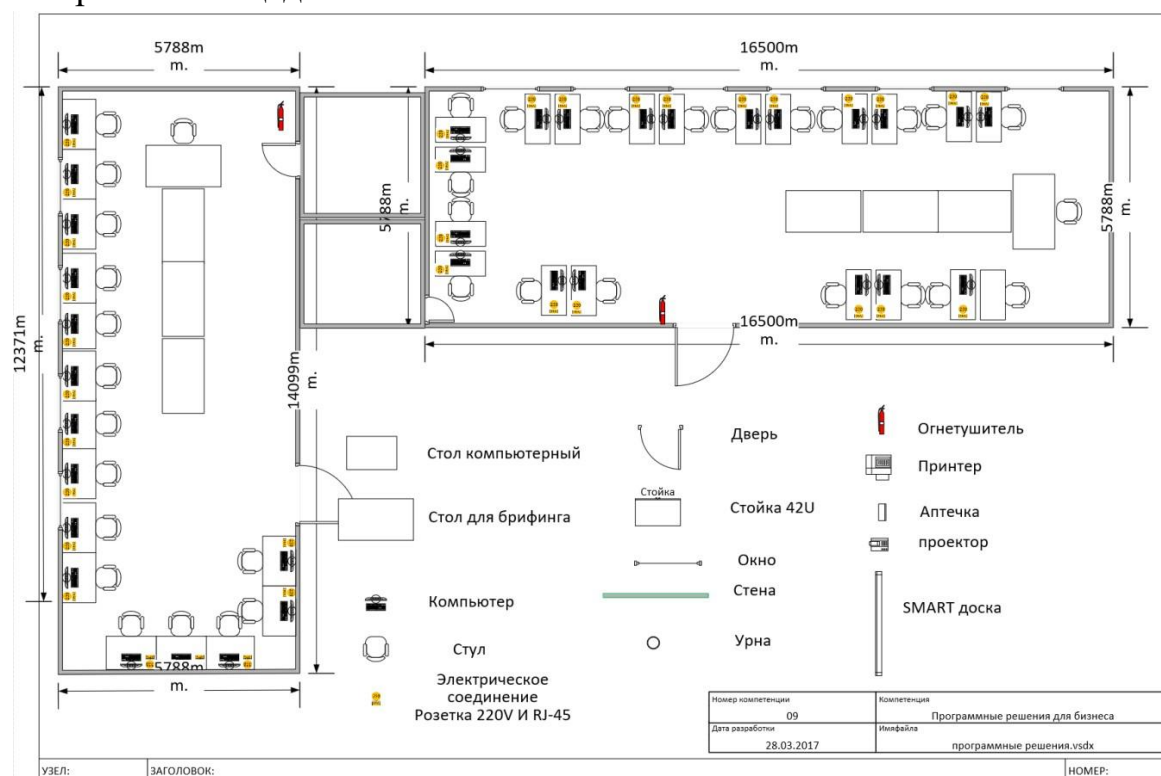 5788m
m.
16500m
m.
5788m
m.
5788m
m.
12371m
m.
14099m
m.
16500m
m.
5788m
m.
Стол компьютерный
Стол для брифинга
Компьютер
Стул
Электрическое
соединение
Розетка 220V И RJ-45
Дверь
Стойка
Стойка 42U
Окно
Стена
Урна
Огнетушитель
Принтер
Аптечка
проектор
SMART доска
Номер компетенции
09
Компетенция
Программные решения для бизнеса
Дата разработки
28.03.2017
Имяфайла
программные решения.vsdx
УЗЕЛ:
ЗАГОЛОВОК:
НОМЕР: